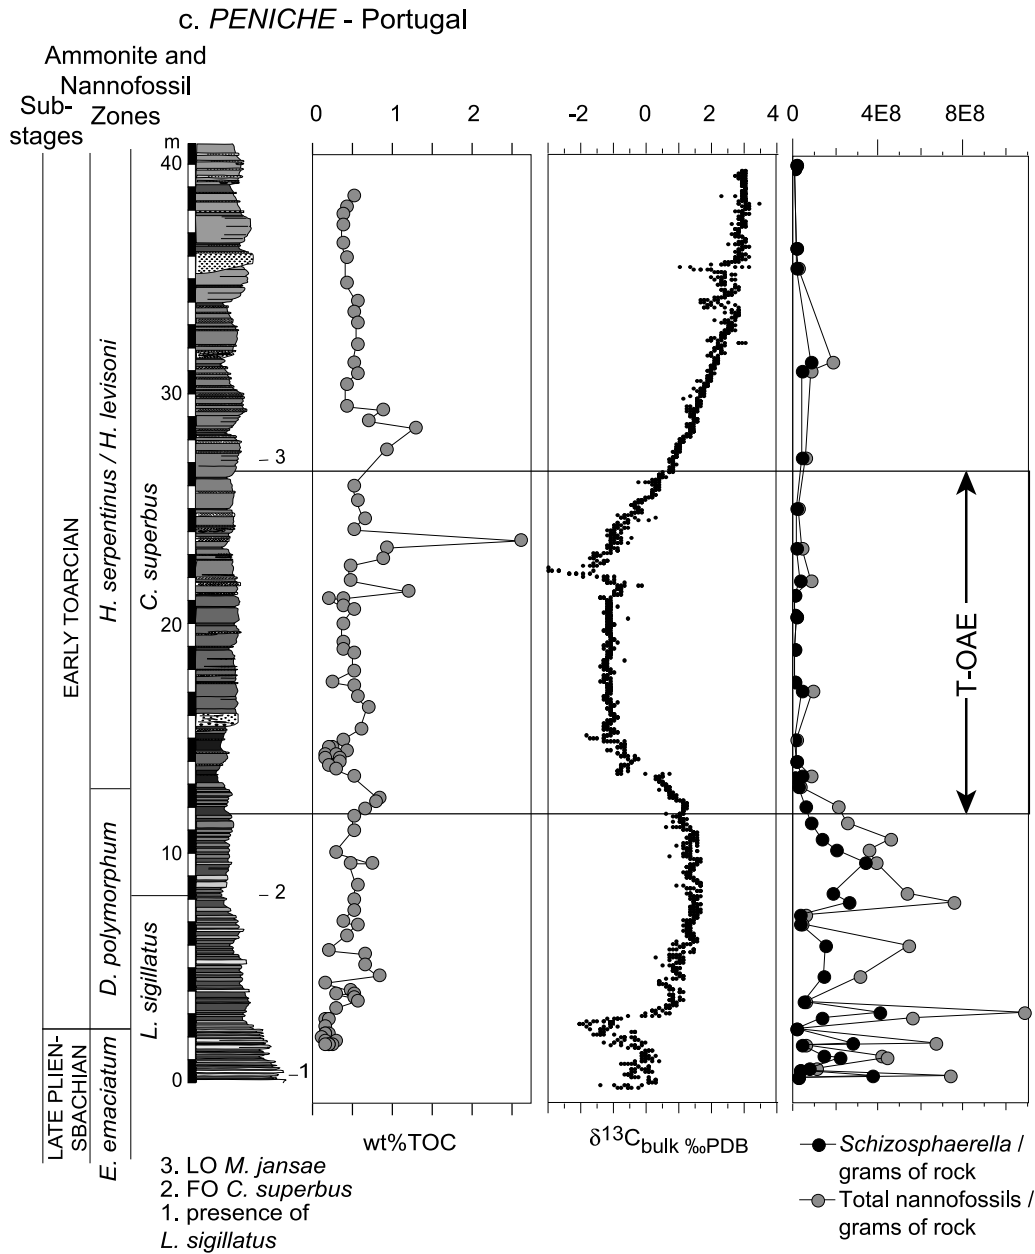 c. PENICHE - Portugal
Ammonite and
Nannofossil
Zones
Sub-
stages
0 1 2
-2 0 2 4
0 4E8 8E8
m
40
30
20
10
0
EARLY TOARCIAN
LATE PLIEN-
SBACHIAN
H. serpentinus / H. levisoni
D. polymorphum
E. emaciatum
C. superbus
L. sigillatus
3
2
1
T-OAE
wt%TOC
δ13Cbulk ‰PDB
Schizosphaerella /
grams of rock
Total nannofossils /
grams of rock
3. LO M. jansae
2. FO C. superbus
1. presence of
L. sigillatus